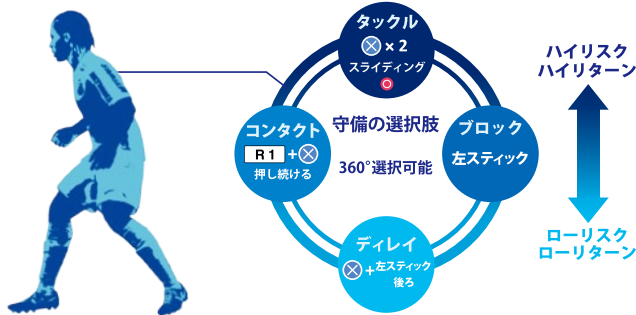 タックル
× 2
スライディング
○
コンタクト
R1 + ×
押し続ける
守備の選択肢
360°選択可能
ブロック
左スティック
ディレイ
× + 左スティック
後ろ
ハイリスク
ハイリターン
ローリスク
ローリターン